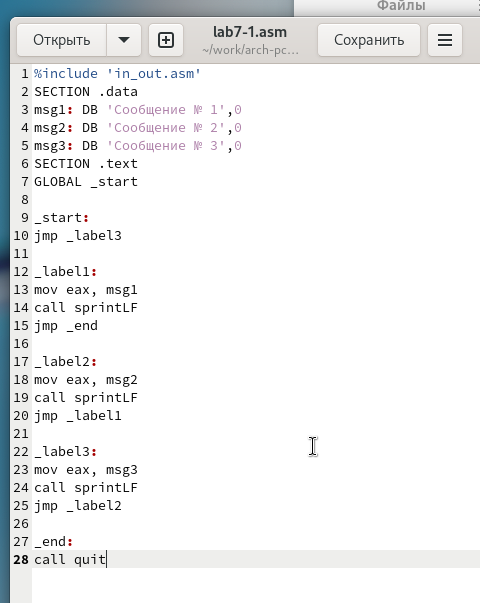 Файлы
Открыть
lab7-1.asm
~/work/arch-pc…
Сохранить
1 %include 'in_out.asm'
2 SECTION .data
3 msg1: DB 'Сообщение № 1',0
4 msg2: DB 'Сообщение № 2',0
5 msg3: DB 'Сообщение № 3',0
6 SECTION .text
7 GLOBAL _start
8
9 _start:
10 jmp _label3
11
12 _label1:
13 mov eax, msg1
14 call sprintLF
15 jmp _end
16
17 _label2:
18 mov eax, msg2
19 call sprintLF
20 jmp _label1
21
22 _label3:
23 mov eax, msg3
24 call sprintLF
25 jmp _label2
26
27 _end:
28 call quit